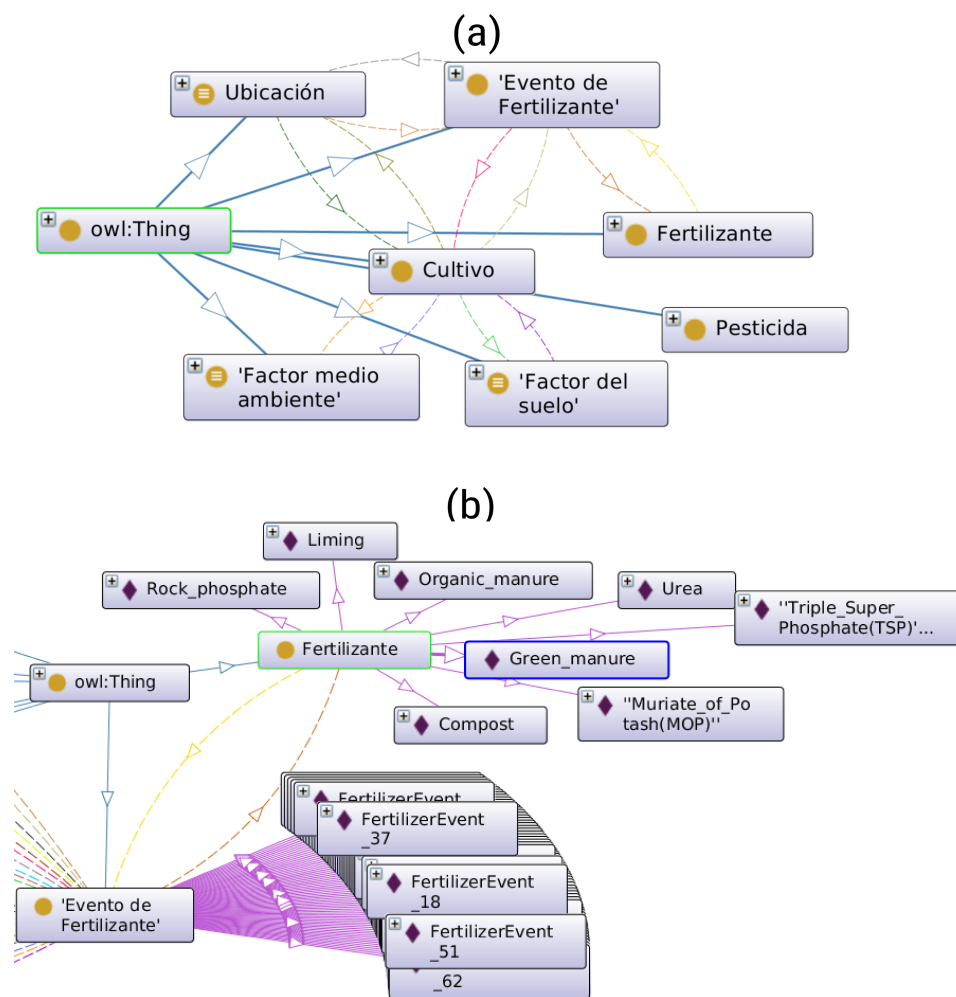 (a)
Ubicación
'Evento de
Fertilizante'
owl:Thing
Fertilizante
Cultivo
Pesticida
'Factor medio
ambiente'
'Factor del
suelo'
(b)
Liming
Organic_manure
Rock_phosphate
Urea
''Triple_Super_
Phosphate(TSP)'...
Fertilizante
Green_manure
owl:Thing
''Muriate_of_Po
tash(MOP)''
Compost
FertilizerEvent
FertilizerEvent
_37
FertilizerEvent
_18
'Evento de
Fertilizante'
FertilizerEvent
_51
_62